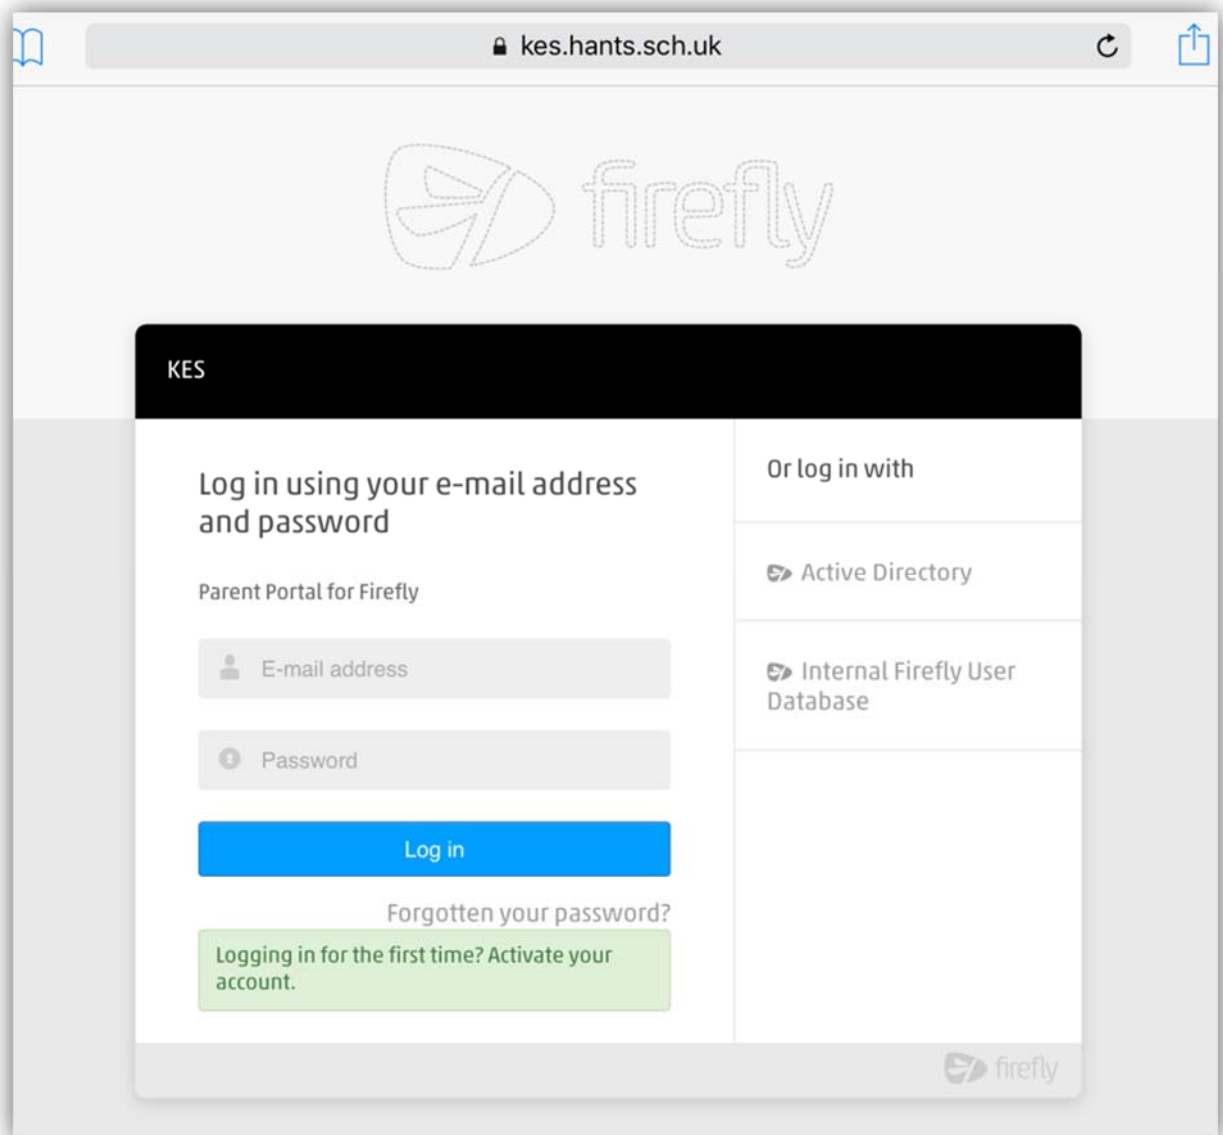 kes.hants.sch.uk
firefly
KES
Log in using your e-mail address
and password
Parent Portal for Firefly
E-mail address
Password
Log in
Forgotten your password?
Logging in for the first time? Activate your
account.
Or log in with
Active Directory
Internal Firefly User
Database
firefly